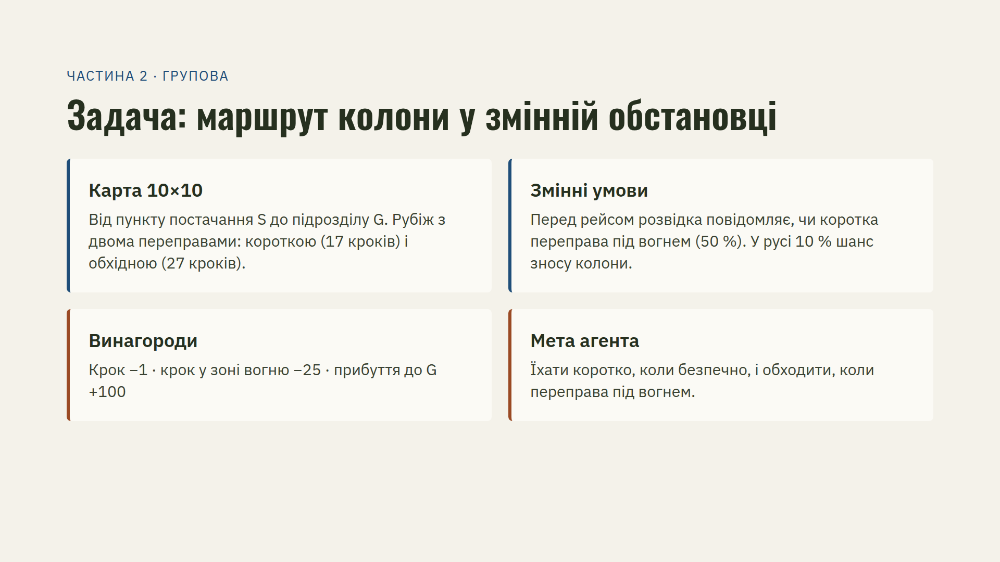 ЧАСТИНА 2 · ГРУПОВА
Задача: маршрут колони у змінній обстановці
Карта 10×10
Від пункту постачання S до підрозділу G. Рубіж з
двома переправами: короткою (17 кроків) і
обхідною (27 кроків).
Змінні умови
Перед рейсом розвідка повідомляє, чи коротка
переправа під вогнем (50 %). У русі 10 % шанс
зносу колони.
Винагороди
Крок −1 · крок у зоні вогню −25 · прибуття до G
+100
Мета агента
Їхати коротко, коли безпечно, і обходити, коли
переправа під вогнем.